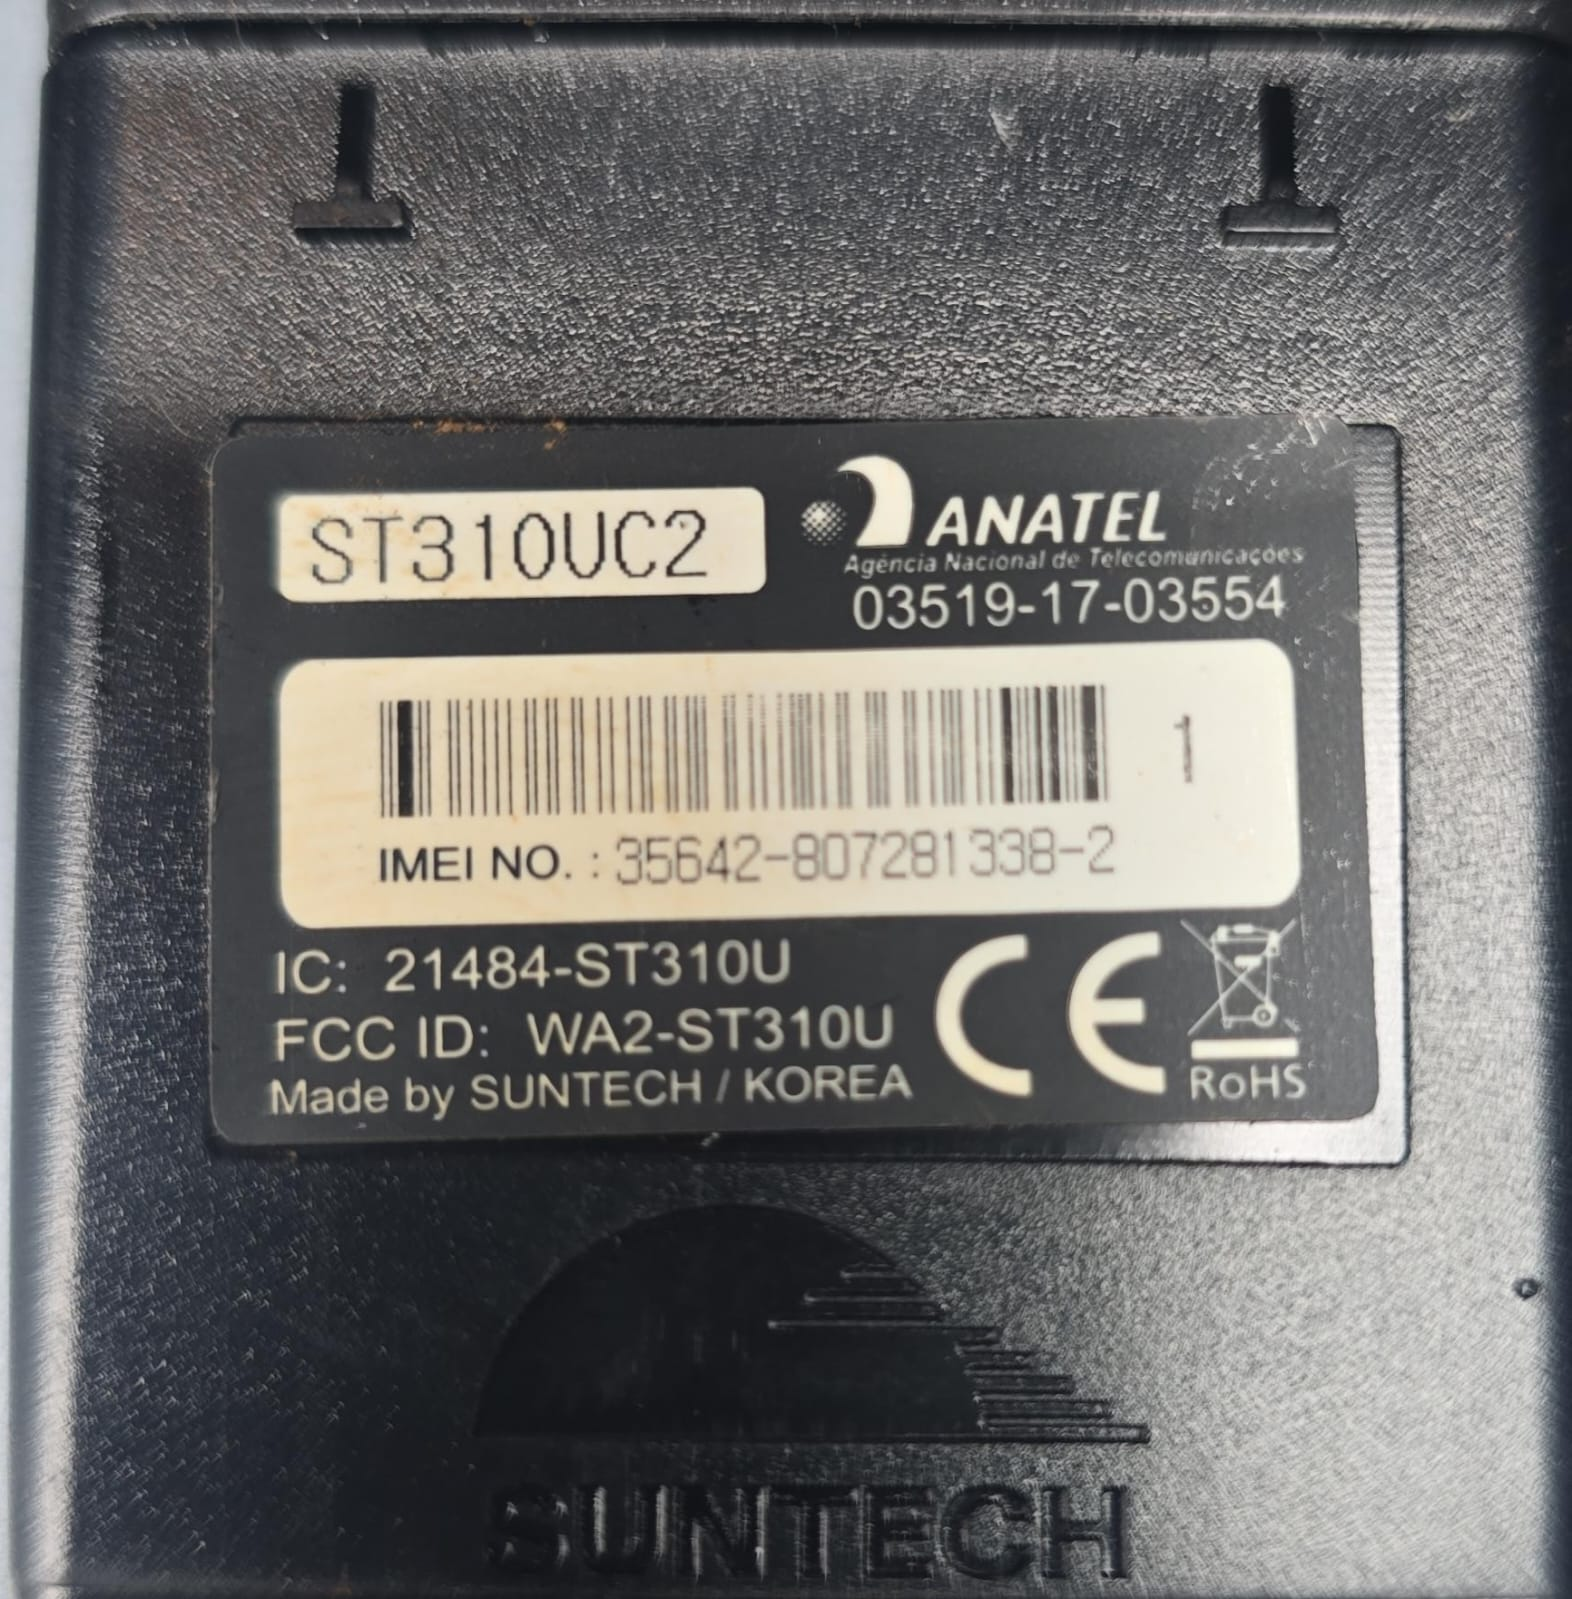 ST310UC2
ANATEL
Agência Nacional de Telecomunicações
03519-17-03554
1
IMEI NO. : 35642-807281338-2
IC: 21484-ST310U
FCC ID: WA2-ST310U
Made by SUNTECH / KOREA
CE
RoHS
SUNTECH